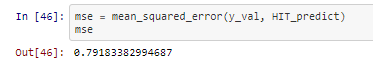 In [46]: mse = mean_squared_error(y_val, HIT_predict)
mse
Out[46]: 0.79183382994687